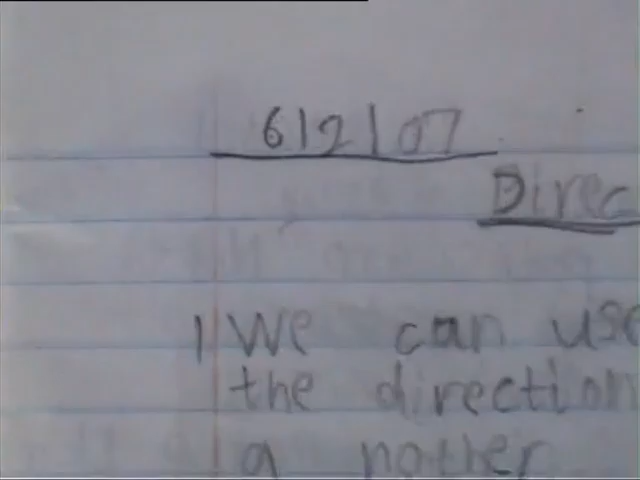 6|2|07
Direc
1 We can use
the direction
a nother